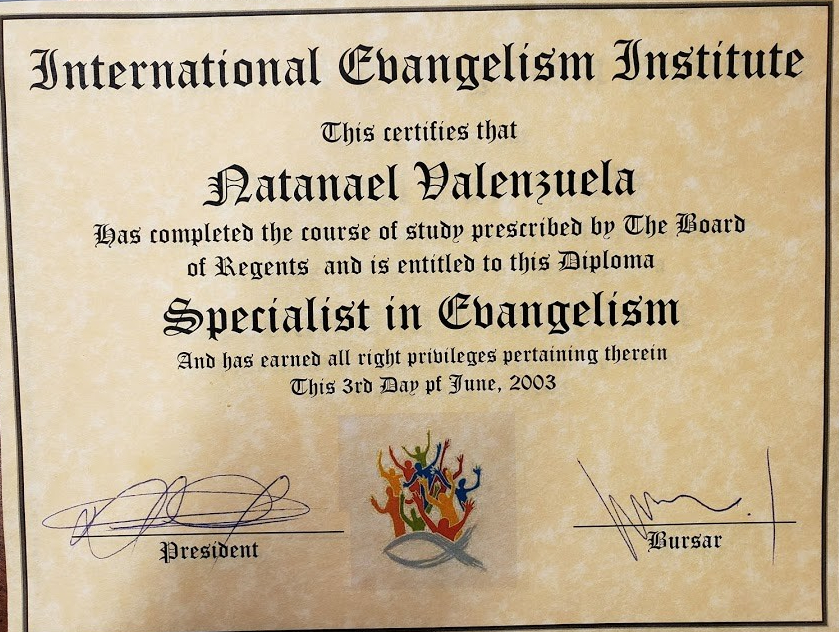 International Evangelism Institute
This certifies that
Natanael Valenzuela
Has completed the course of study prescribed by The Board
of Regents and is entitled to this Diploma
Specialist in Evangelism
And has earned all right privileges pertaining therein
This 3rd Day pf June, 2003
President
Bursar